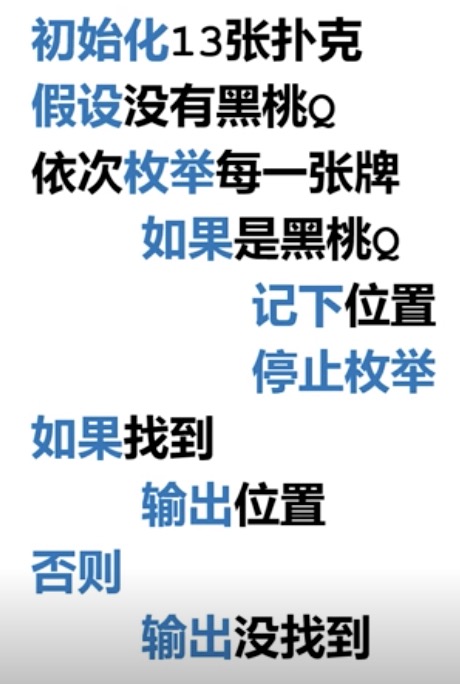 初始化13张扑克
假设没有黑桃Q
依次枚举每一张牌
如果是黑桃Q
记下位置
停止枚举
如果找到
输出位置
否则
输出没找到